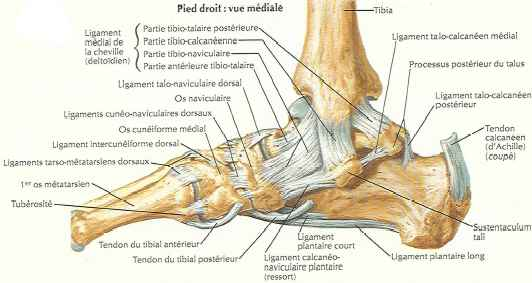 Pied droit : vue médiale
Ligament
médial de
la cheville
(deltoïdien)
Partie tibio-talaire postérieure
Partie tibio-calcanéenne
Partie tibio-naviculaire
Partie antérieure tibio-talaire
Ligament talo-naviculaire dorsal
Os naviculaire
Ligaments cunéo-naviculaires dorsaux
Os cunéiforme médial
Ligament intercunéiforme dorsal
Ligaments tarso-métatarsiens dorsaux
1er os métatarsien
Tubérosité
Tendon du tibial antérieur
Tendon du tibial postérieur
Tibia
Ligament talo-calcanéen médial
Processus postérieur du talus
Ligament talo-calcanéen
postérieur
Tendon
calcanéen
(d'Achille)
(coupé)
Sustentaculum
tali
Ligament plantaire long
Ligament
plantaire court
Ligament calcanéo-
naviculaire plantaire
(ressort)